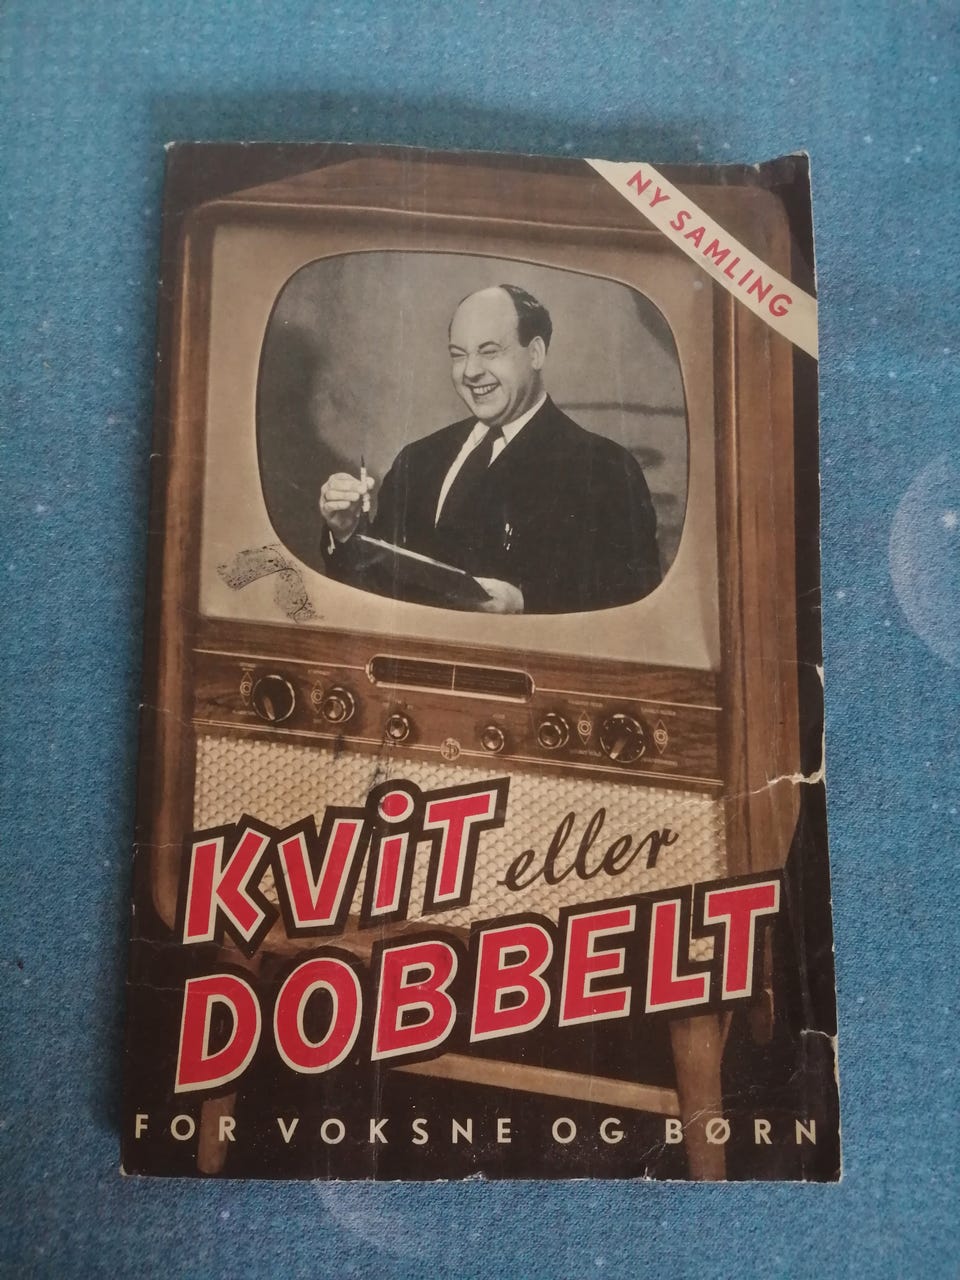 NY SAMLING
KViT eller
DOBBELT
FOR VOKSNE OG BØRN